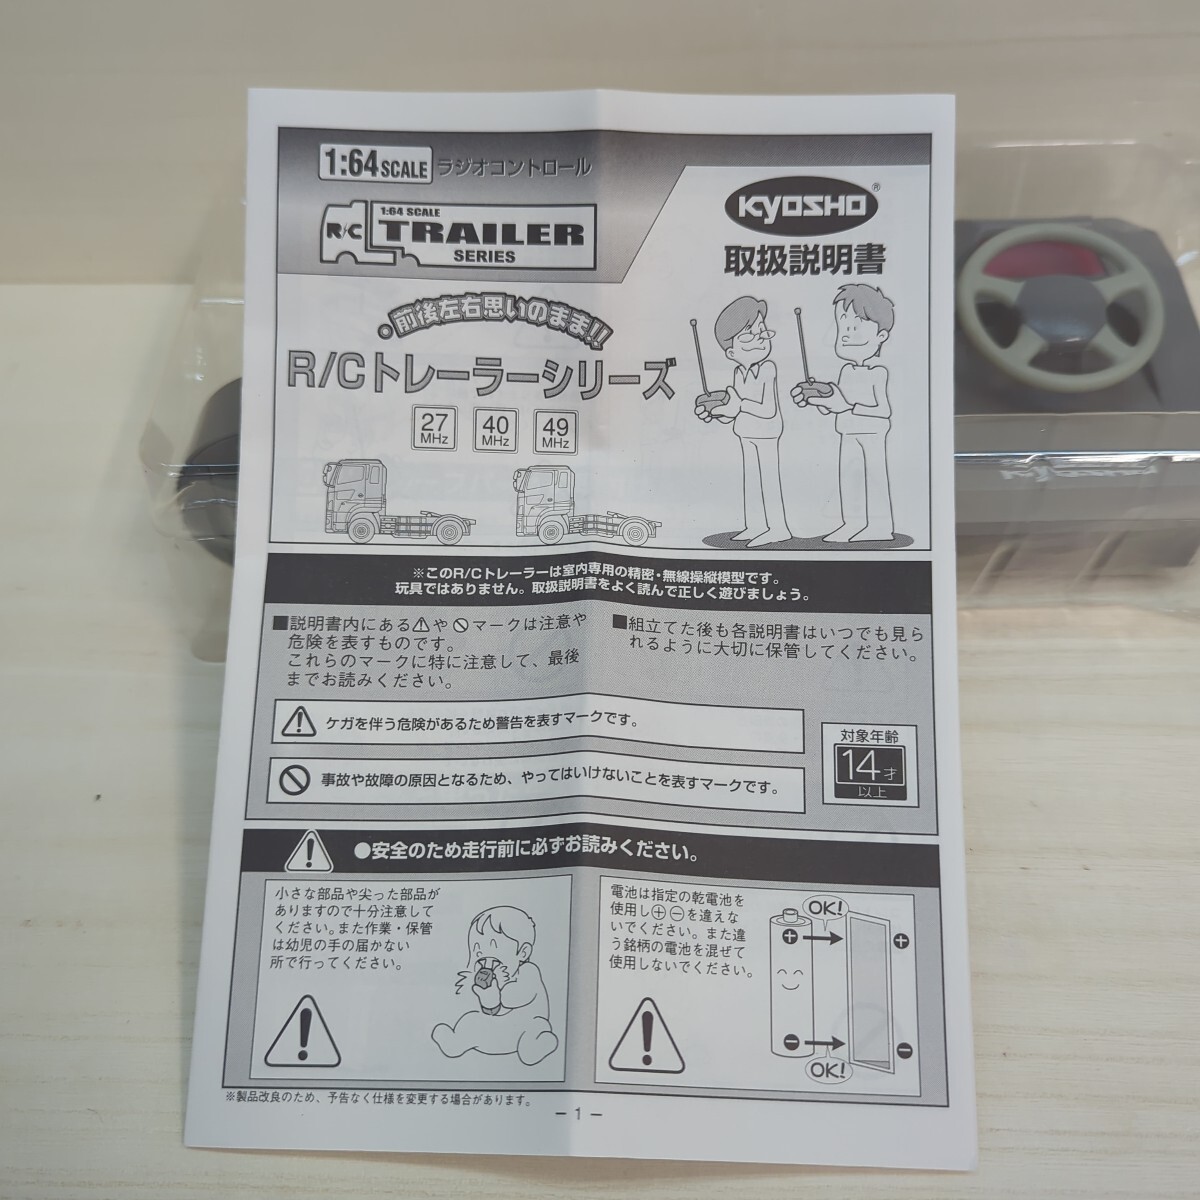 1:64 SCALE ラジオコントロール
R/C 1:64 SCALE
TRAILER
SERIES
KYOSHO®
取扱説明書
前後左右思いのまま!!
R/Cトレーラーシリーズ
27 MHz 40 MHz 49 MHz
※このR/Cトレーラーは室内専用の精密・無線操縦模型です。
玩具ではありません。取扱説明書をよく読んで正しく遊びましょう。
■説明書内にある⚠や🚫マークは注意や
危険を表すものです。
これらのマークに特に注意して、最後
までお読みください。
■組立てた後も各説明書はいつでも見ら
れるように大切に保管してください。
ケガを伴う危険があるため警告を表すマークです。
事故や故障の原因となるため、やってはいけないことを表すマークです。
対象年齢
14才
以上
●安全のため走行前に必ずお読みください。
小さな部品や尖った部品が
ありますので十分注意して
ください。また作業・保管
は幼児の手の届かない
所で行ってください。
電池は指定の乾電池を
使用し⊕⊖を違えな
いでください。また違
う銘柄の電池を混ぜて
使用しないでください。
OK!
OK!
※製品改良のため、予告なく仕様を変更する場合があります。
－1－
KYOSHO